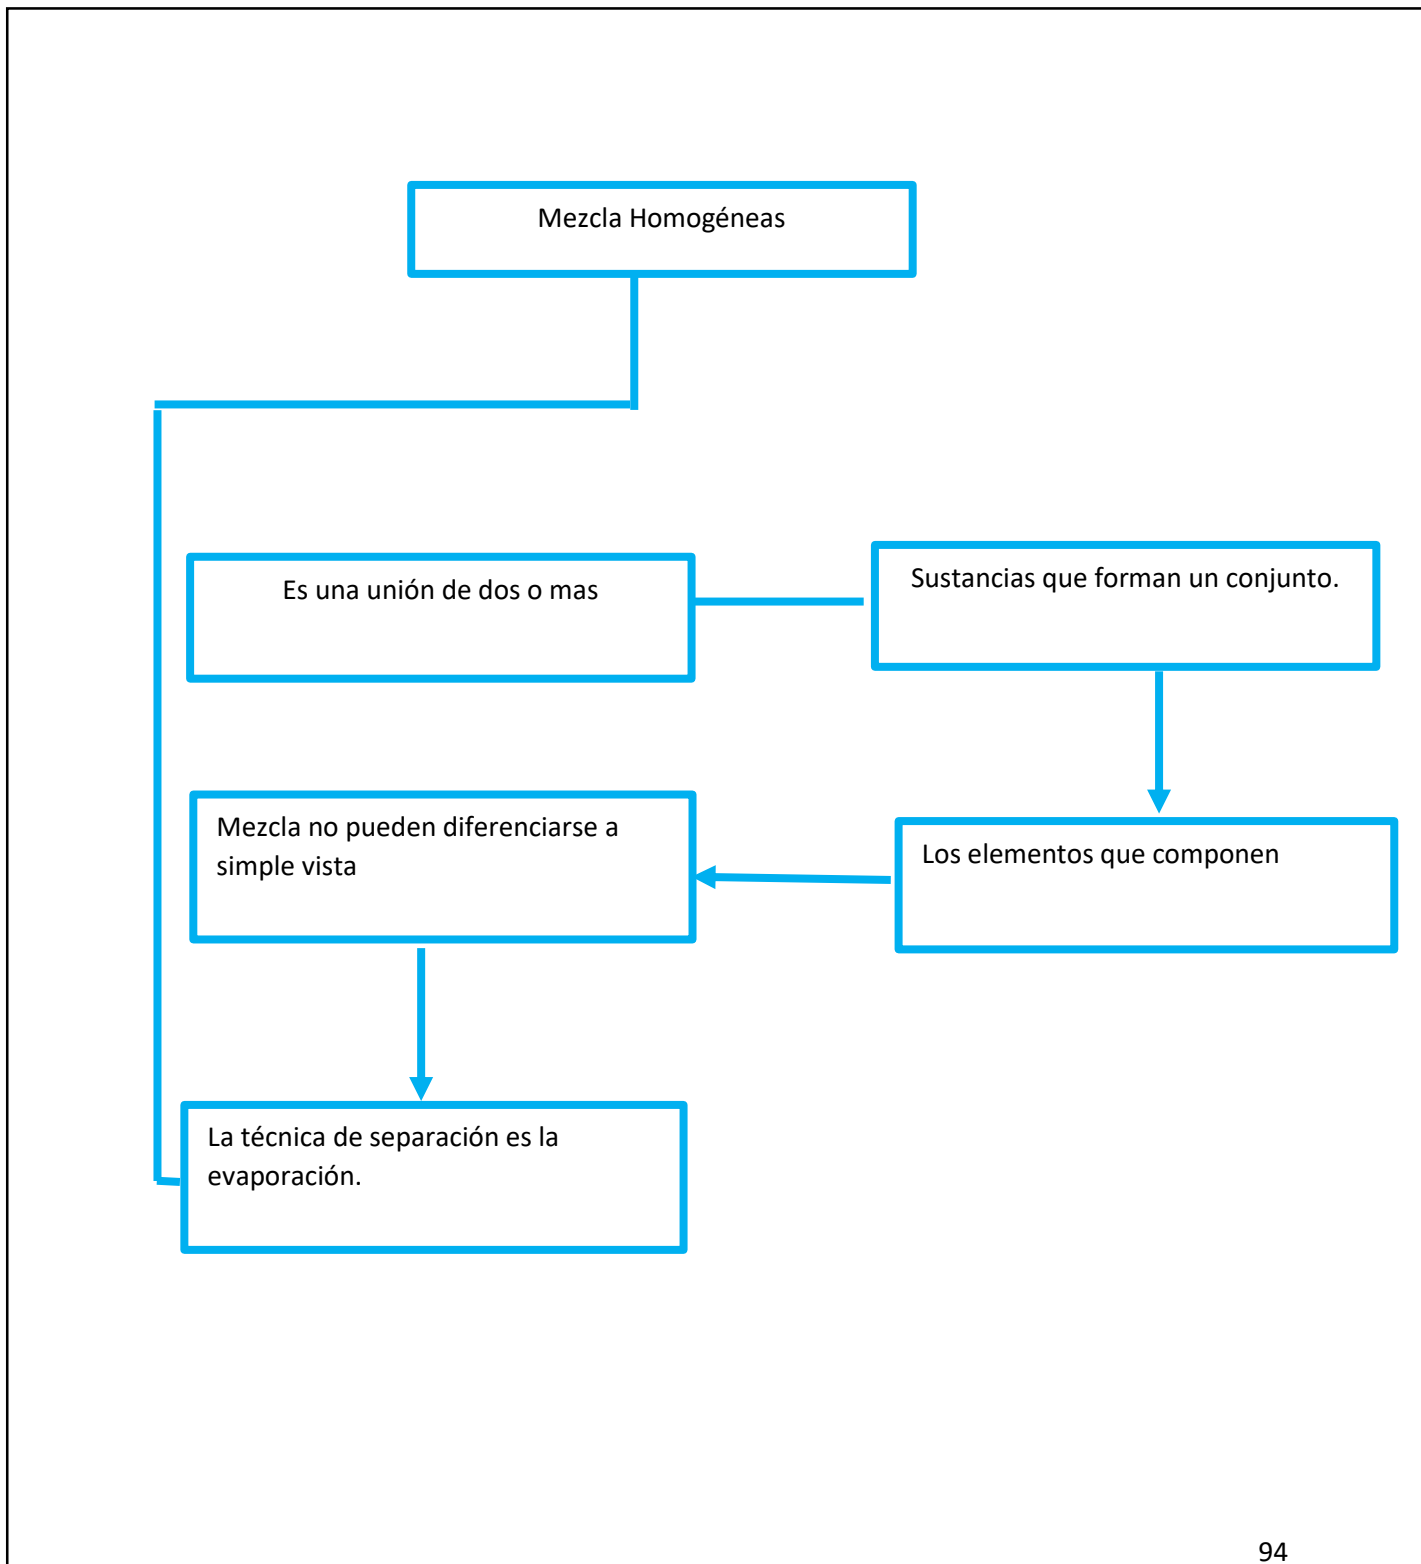 Mezcla Homogéneas
Es una unión de dos o mas
Sustancias que forman un conjunto.
Mezcla no pueden diferenciarse a
simple vista
Los elementos que componen
La técnica de separación es la
evaporación.
94